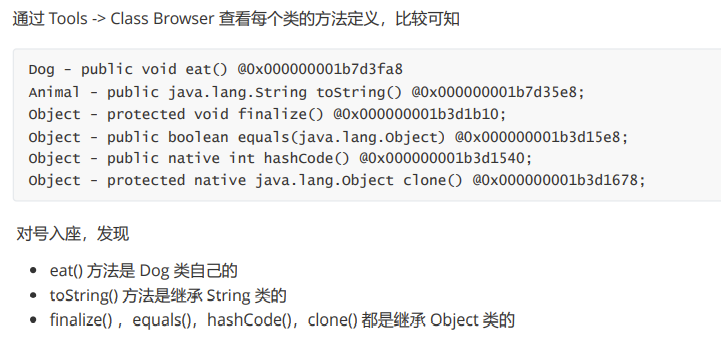 通过 Tools -> Class Browser 查看每个类的方法定义，比较可知
Dog - public void eat() @0x000000001b7d3fa8
Animal - public java.lang.String toString() @0x000000001b7d35e8;
Object - protected void finalize() @0x000000001b3d1b10;
Object - public boolean equals(java.lang.Object) @0x000000001b3d15e8;
Object - public native int hashCode() @0x000000001b3d1540;
Object - protected native java.lang.Object clone() @0x000000001b3d1678;
对号入座，发现
eat() 方法是 Dog 类自己的
toString() 方法是继承 String 类的
finalize() ，equals()，hashCode()，clone() 都是继承 Object 类的